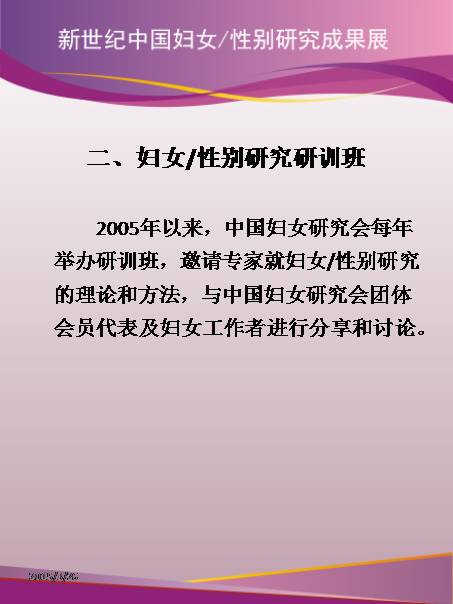 新世纪中国妇女/性别研究成果展
二、妇女/性别研究研训班
2005年以来，中国妇女研究会每年
举办研训班，邀请专家就妇女/性别研究
的理论和方法，与中国妇女研究会团体
会员代表及妇女工作者进行分享和讨论。